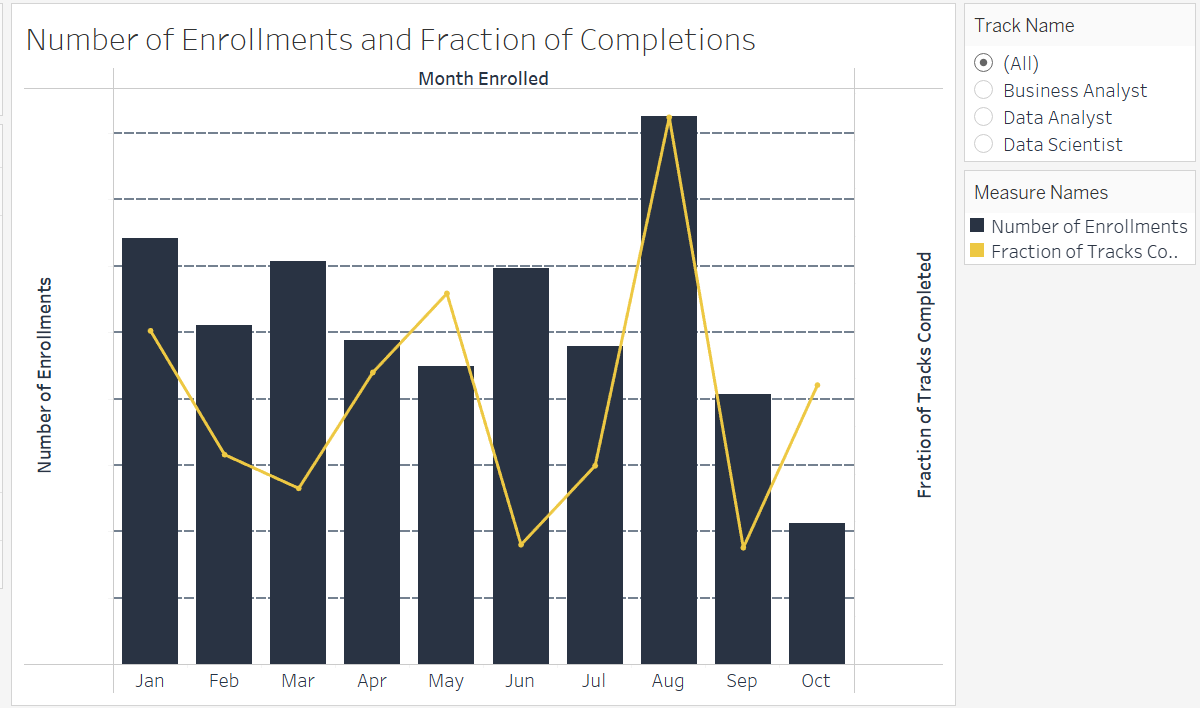 Number of Enrollments and Fraction of Completions
Month Enrolled
Number of Enrollments
Fraction of Tracks Completed
Jan Feb Mar Apr May Jun Jul Aug Sep Oct
Track Name
(All)
Business Analyst
Data Analyst
Data Scientist
Measure Names
Number of Enrollments
Fraction of Tracks Co..